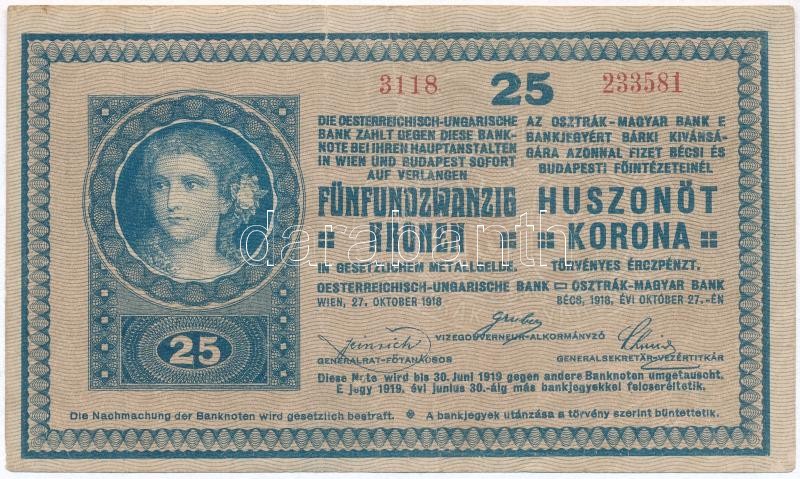 3118 25 233581
DIE OESTERREICHISCH-UNGARISCHE
BANK ZAHLT GEGEN DIESE BANK-
NOTE BEI IHREN HAUPTANSTALTEN
IN WIEN UND BUDAPEST SOFORT
AUF VERLANGEN
FÜNFUNDZWANZIG
KRONEN
IN GESETZLICHEM METALLGELDE.
OESTERREICHISCH-UNGARISCHE BANK
WIEN, 27. OKTOBER 1918
AZ OSZTRÁK-MAGYAR BANK E
BANKJEGYÉRT BÁRKI KIVÁNSÁ-
GÁRA AZONNAL FIZET BÉCSI ÉS
BUDAPESTI FŐINTÉZETEINÉL
HUSZONÖT
KORONA
TÖRVÉNYES ÉRCZPÉNZT.
OSZTRÁK-MAGYAR BANK
BÉCS, 1918. ÉVI OKTOBER 27.-ÉN
darabanth
25
Gruber
VIZEGOUVERNEUR-ALKORMÁNYZÓ
GENERALRAT-FŐTANÁCSOS
GENERALSEKRETÄR-VEZÉRTITKÁR
Diese Note wird bis 30. Juni 1919 gegen andere Banknoten umgetauscht.
E jegy 1919. évi junius 30.-áig más bankjegyekkel felcseréltetik.
Die Nachmachung der Banknoten wird gesetzlich bestraft. A bankjegyek utánzása a törvény szerint büntettetik.